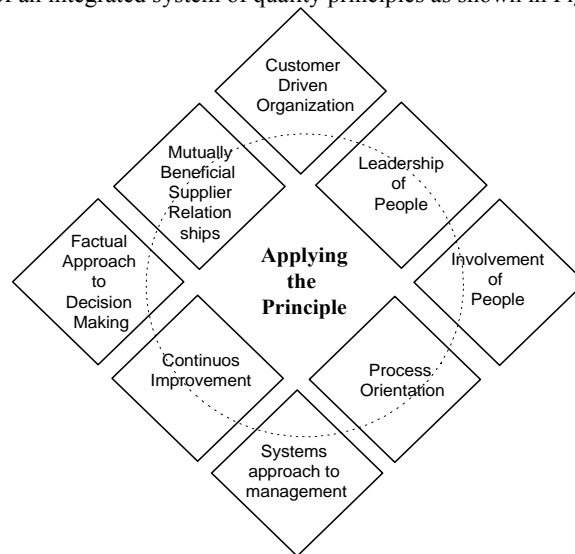 of an integrated system of quality principles as shown in Fig
Customer
Driven
Organization
Mutually
Beneficial
Supplier
Relation
ships
Leadership
of
People
Factual
Approach
to
Decision
Making
Applying
the
Principle
Involvement
of
People
Continuos
Improvement
Process
Orientation
Systems
approach to
management